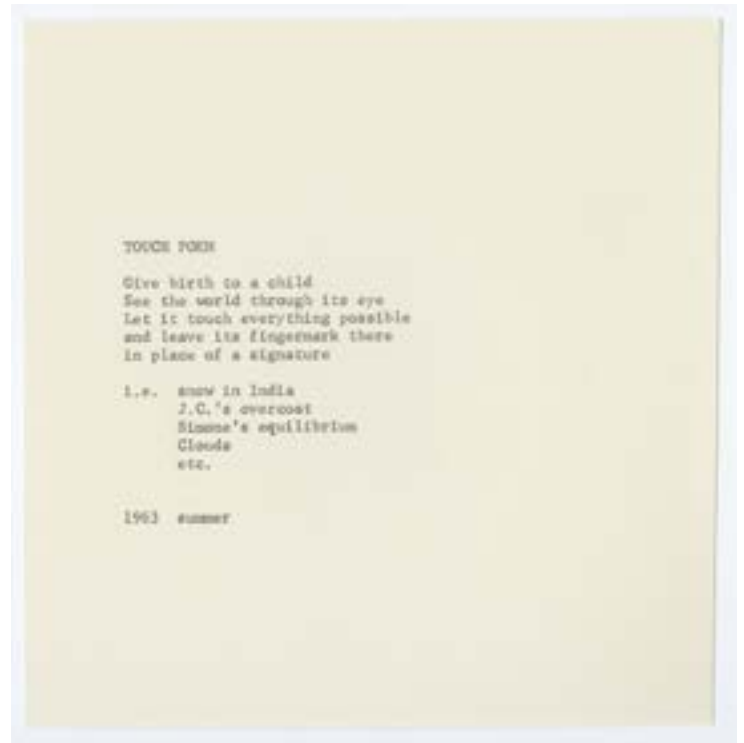 TOUCH POEM
Give birth to a child
See the world through its eye
Let it touch everything possible
and leave its fingermark there
in place of a signature
i.e. snow in India
J.C.'s overcoat
Simone's equilibrium
Clouds
etc.
1963 summer